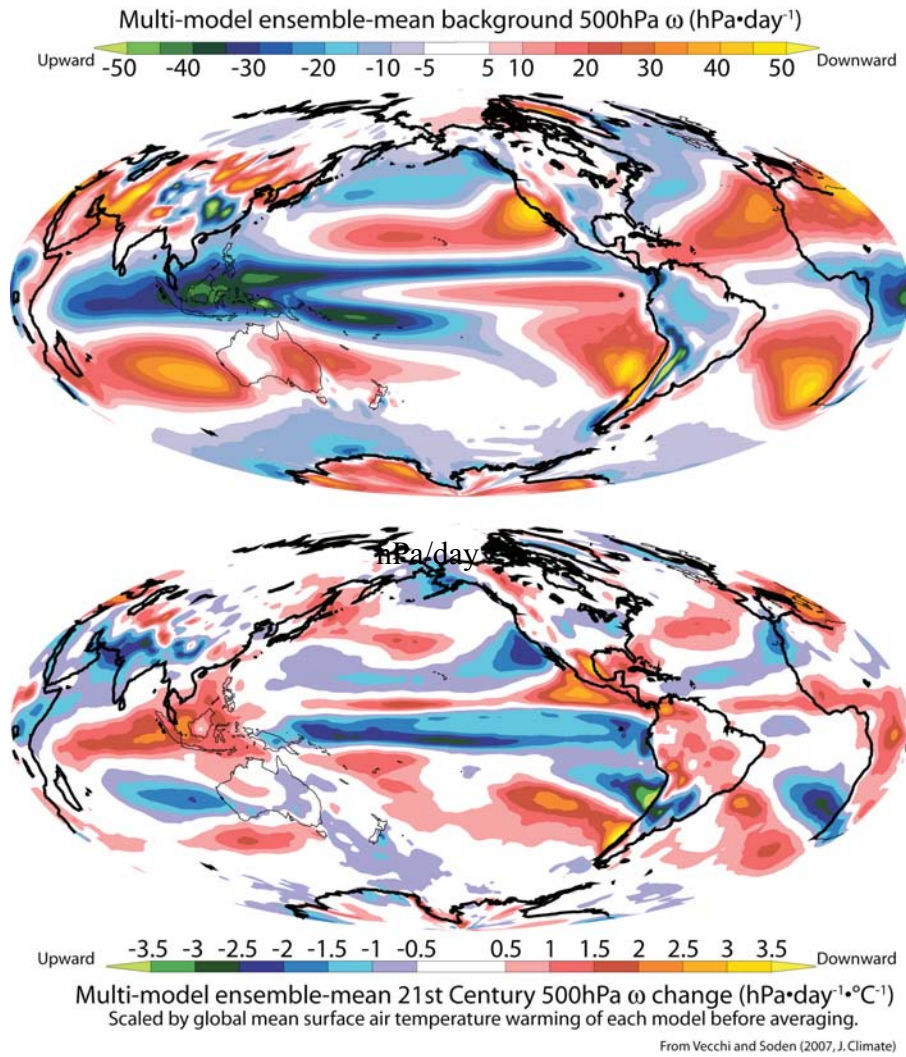 Multi-model ensemble-mean background 500hPa ω (hPa•day⁻¹)
Upward -50 -40 -30 -20 -10 -5 5 10 20 30 40 50 Downward
hPa/day
Upward -3.5 -3 -2.5 -2 -1.5 -1 -0.5 0.5 1 1.5 2 2.5 3 3.5 Downward
Multi-model ensemble-mean 21st Century 500hPa ω change (hPa•day⁻¹•°C⁻¹)
Scaled by global mean surface air temperature warming of each model before averaging.
From Vecchi and Soden (2007, J. Climate)